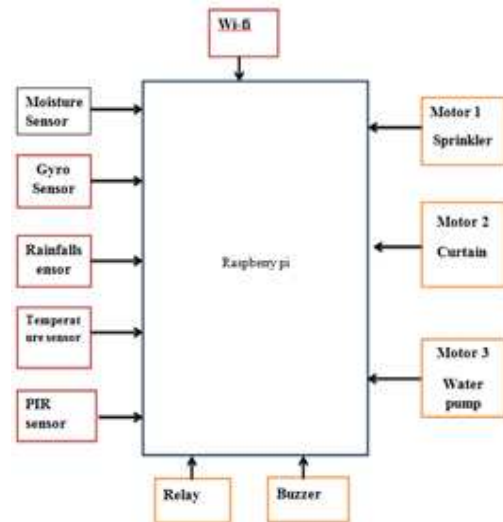 Wi-fi
Moisture
Sensor
Gyro
Sensor
Rainfalls
ensor
Temperat
ure sensor
PIR
sensor
Raspberry pi
Motor 1
Sprinkler
Motor 2
Curtain
Motor 3
Water
pump
Relay
Buzzer